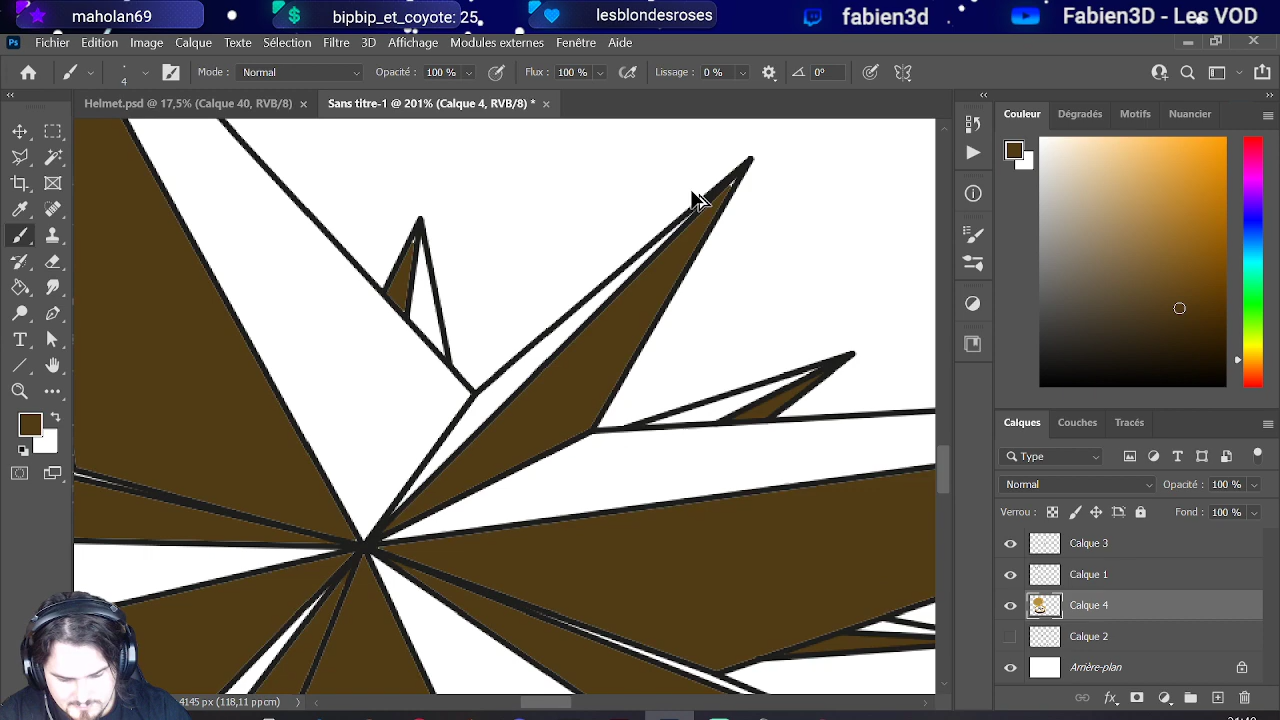 maholan69
bipbip_et_coyote: 25
lesblondesroses
fabien3d
Fabien3D - Les VOD
Ps
Fichier Edition Image Calque Texte Sélection Filtre 3D Affichage Modules externes Fenêtre Aide
4 Mode : Normal Opacité : 100 % Flux : 100 % Lissage : 0 % 0°
Helmet.psd @ 17,5% (Calque 40, RVB/8) Sans titre-1 @ 201% (Calque 4, RVB/8) *
Couleur Dégradés Motifs Nuancier
Calques Couches Tracés
Type
Normal Opacité : 100 %
Verrou : Fond : 100 %
Calque 3
Calque 1
Calque 4
Calque 2
Arrière-plan
4145 px (118,11 ppcm)
fx